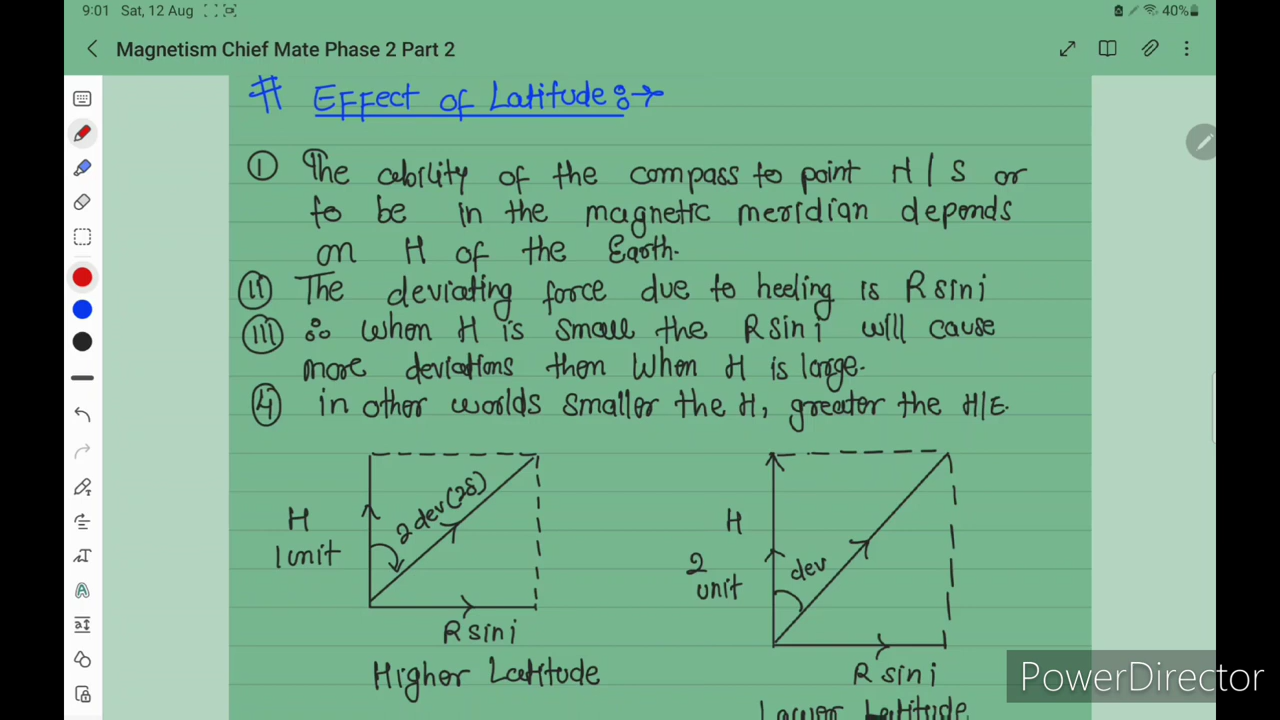 9:01 Sat, 12 Aug
40%
Magnetism Chief Mate Phase 2 Part 2
# Effect of Latitude :→
① The ability of the compass to point H/S or
to be in the magnetic meridian depends
on H of the Earth.
ⓘⓘ The deviating force due to heeling is R sin i
ⓘⓘⓘ ∴ when H is small the R sin i will cause
more deviations then when H is large.
④ in other worlds smaller the H, greater the H/E.
2 dev (2δ)
H
1 unit
R sin i
Higher Latitude
H
2
unit
dev
R sin i
Lower Latitude
PowerDirector